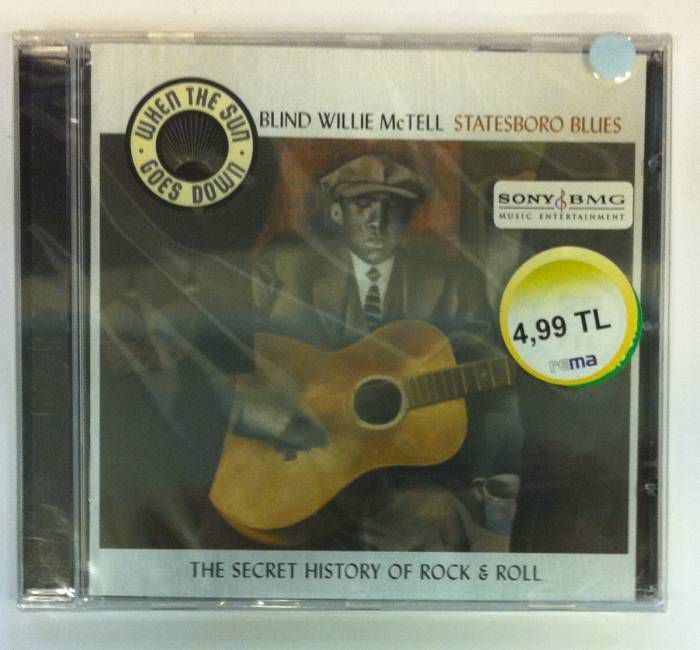 WHEN THE SUN
GOES DOWN
BLIND WILLIE McTELL STATESBORO BLUES
SONY BMG
MUSIC ENTERTAINMENT
4,99 TL
rema
THE SECRET HISTORY OF ROCK & ROLL